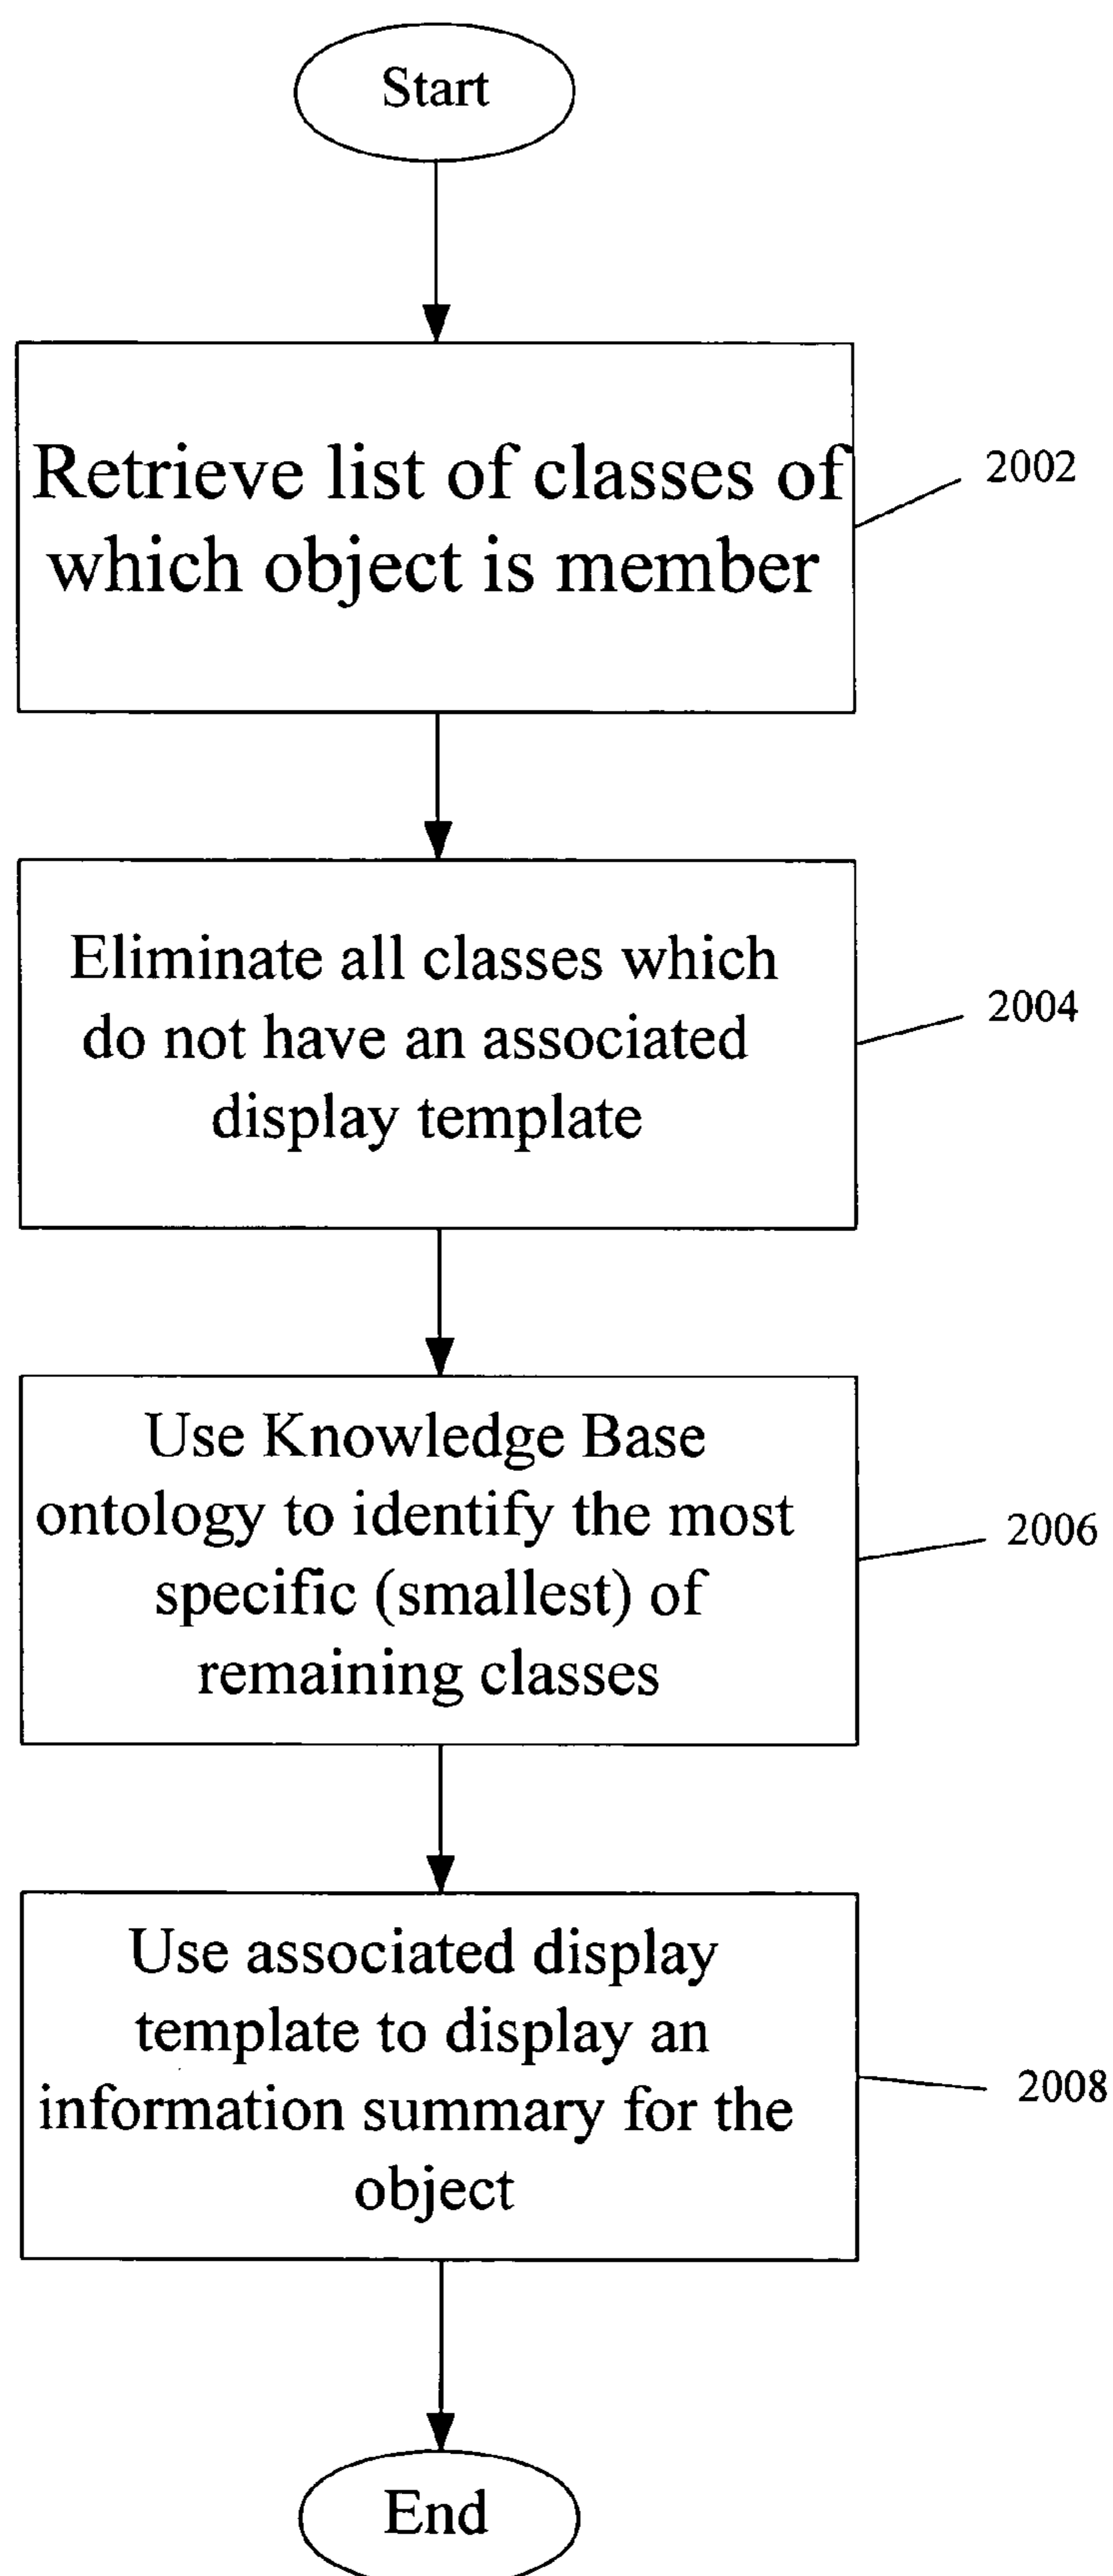 Start
Retrieve list of classes of
which object is member
2002
Eliminate all classes which
do not have an associated
display template
2004
Use Knowledge Base
ontology to identify the most
specific (smallest) of
remaining classes
2006
Use associated display
template to display an
information summary for the
object
2008
End